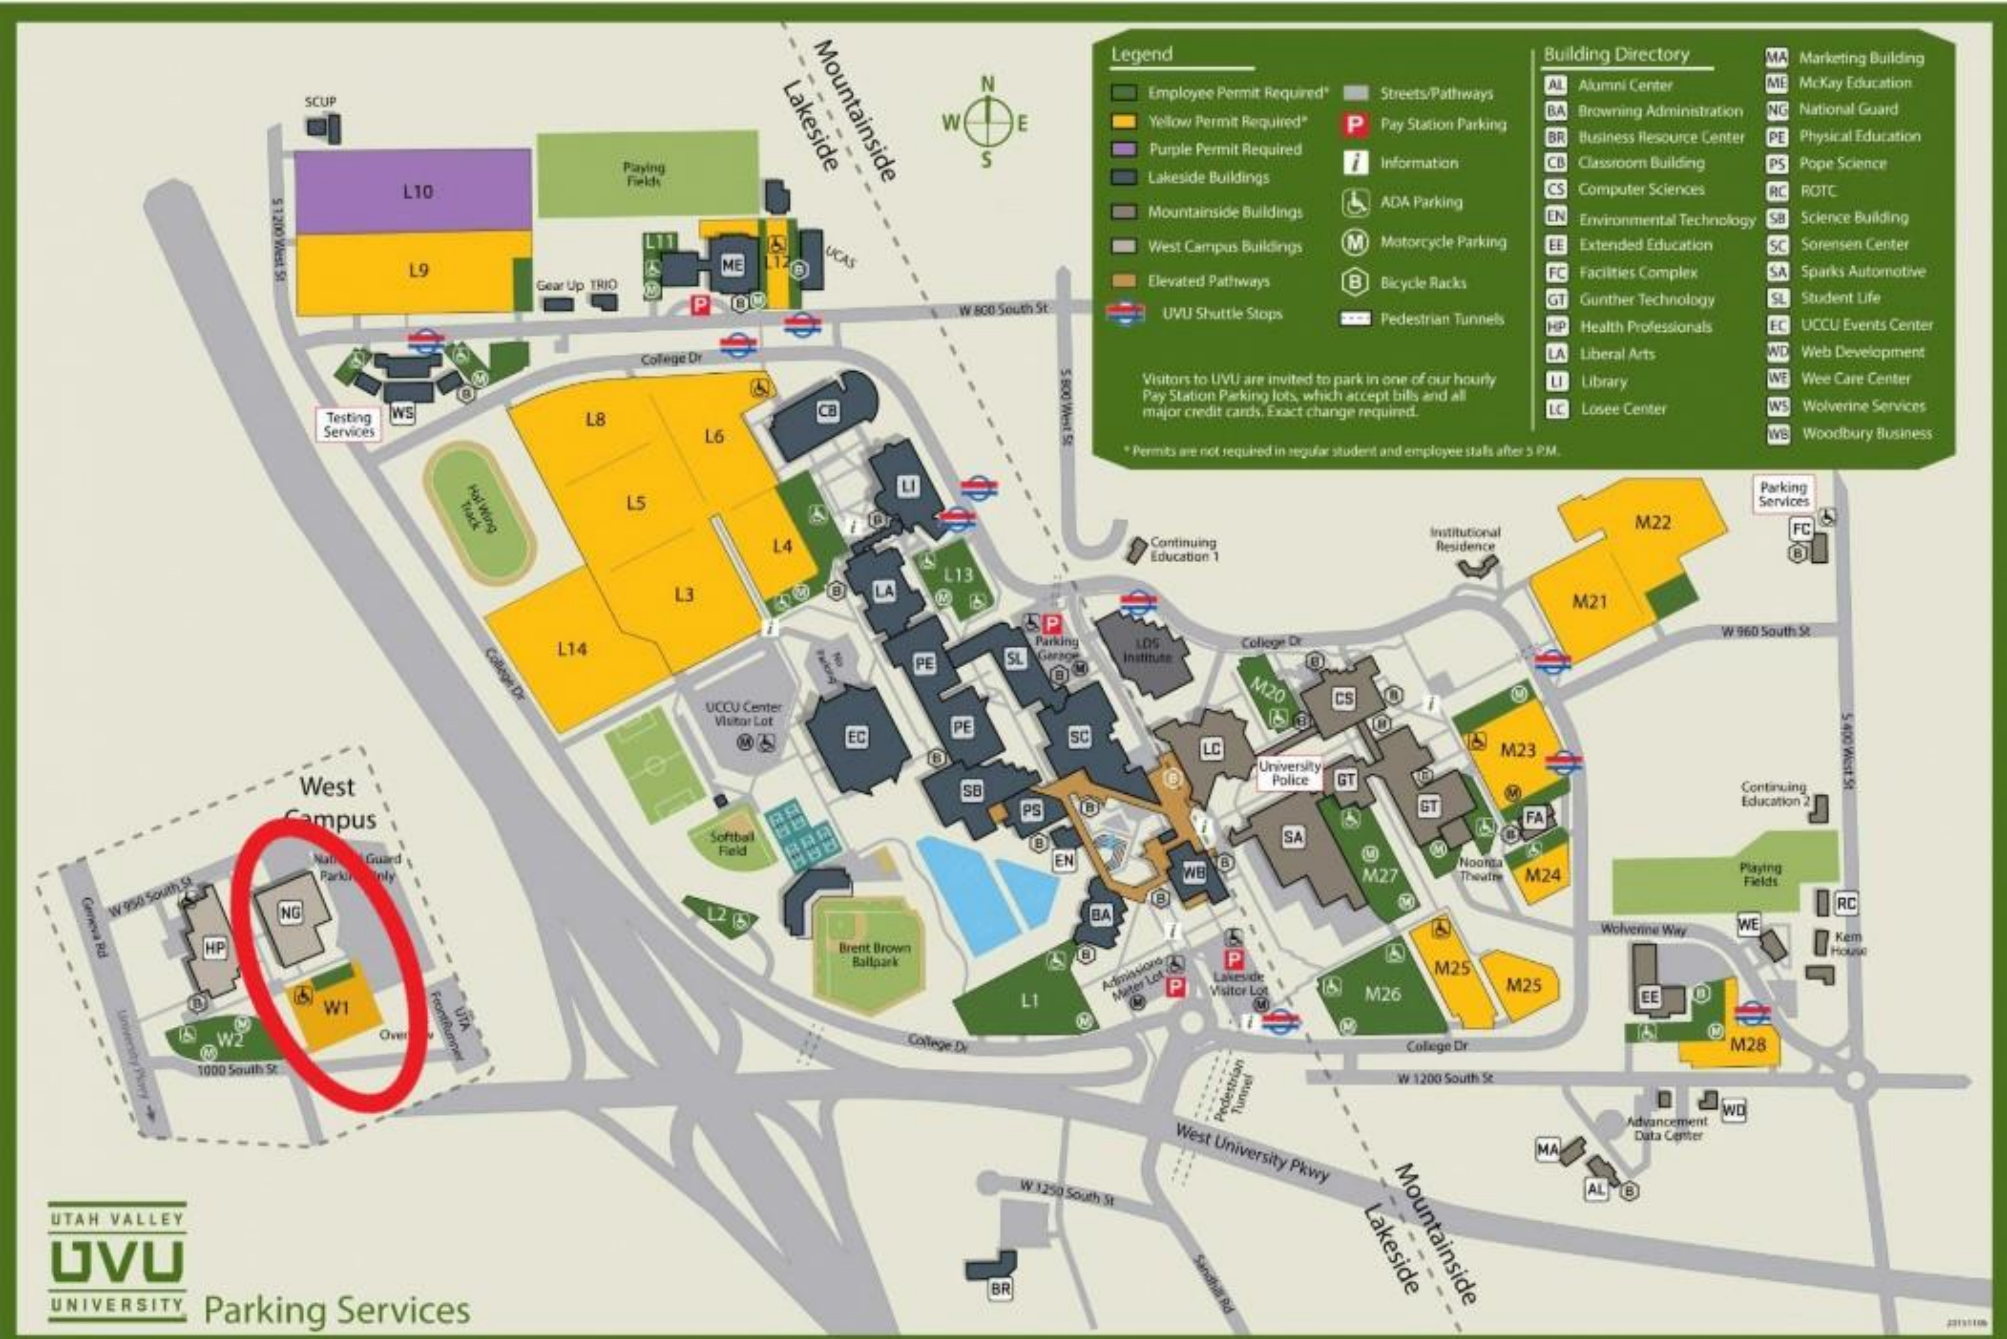 Mountainside
Lakeside
N
W
E
S
Legend
Employee Permit Required*
Yellow Permit Required*
Purple Permit Required
Lakeside Buildings
Mountainside Buildings
West Campus Buildings
Elevated Pathways
UVU Shuttle Stops
Streets/Pathways
P
Pay Station Parking
i
Information
ADA Parking
M
Motorcycle Parking
B
Bicycle Racks
Pedestrian Tunnels
Visitors to UVU are invited to park in one of our hourly
Pay Station Parking lots, which accept bills and all
major credit cards. Exact change required.
* Permits are not required in regular student and employee stalls after 5 P.M.
Building Directory
AL Alumni Center
BA Browning Administration
BR Business Resource Center
CB Classroom Building
CS Computer Sciences
EN Environmental Technology
EE Extended Education
FC Facilities Complex
GT Gunther Technology
HP Health Professionals
LA Liberal Arts
LI Library
LC Losee Center
MA Marketing Building
ME McKay Education
NG National Guard
PE Physical Education
PS Pope Science
RC ROTC
SB Science Building
SC Sorensen Center
SA Sparks Automotive
SL Student Life
EC UCCU Events Center
WD Web Development
WE Wee Care Center
WS Wolverine Services
WB Woodbury Business
SCUP
L10
L9
Playing
Fields
L11
ME
L12
UCAS
Gear Up
TRIO
P
S 1200 West St
W 800 South St
College Dr
S 800 West St
Testing
Services
WS
L8
L6
L5
L4
L3
L14
CB
LI
Hal Wing
Track
LA
L13
PE
SL
PE
SC
EC
SB
PS
EN
BA
WB
P
Parking
Garage
LDS
Institute
No
Parking
UCCU Center
Visitor Lot
College Dr
Continuing
Education 1
Institutional
Residence
Parking
Services
FC
M22
M21
W 960 South St
College Dr
M20
CS
LC
University
Police
GT
GT
SA
M23
FA
M24
Noorda
Theatre
M27
M26
M25
M25
S 400 West St
Continuing
Education 2
Playing
Fields
RC
WE
Kem
House
Wolverine Way
EE
M28
Softball
Field
L2
Brent Brown
Ballpark
L1
Admissions
Meter Lot
P
P
Lakeside
Visitor Lot
College Dr
College Dr
W 1200 South St
Pedestrian
Tunnel
West University Pkwy
Advancement
Data Center
WD
MA
AL
W 1250 South St
BR
Sandhill Rd
Mountainside
Lakeside
West
Campus
W 950 South St
Geneva Rd
University Pkwy
HP
NG
W1
W2
1000 South St
UTA
FrontRunner
UTAH VALLEY
UVU
UNIVERSITY
Parking Services